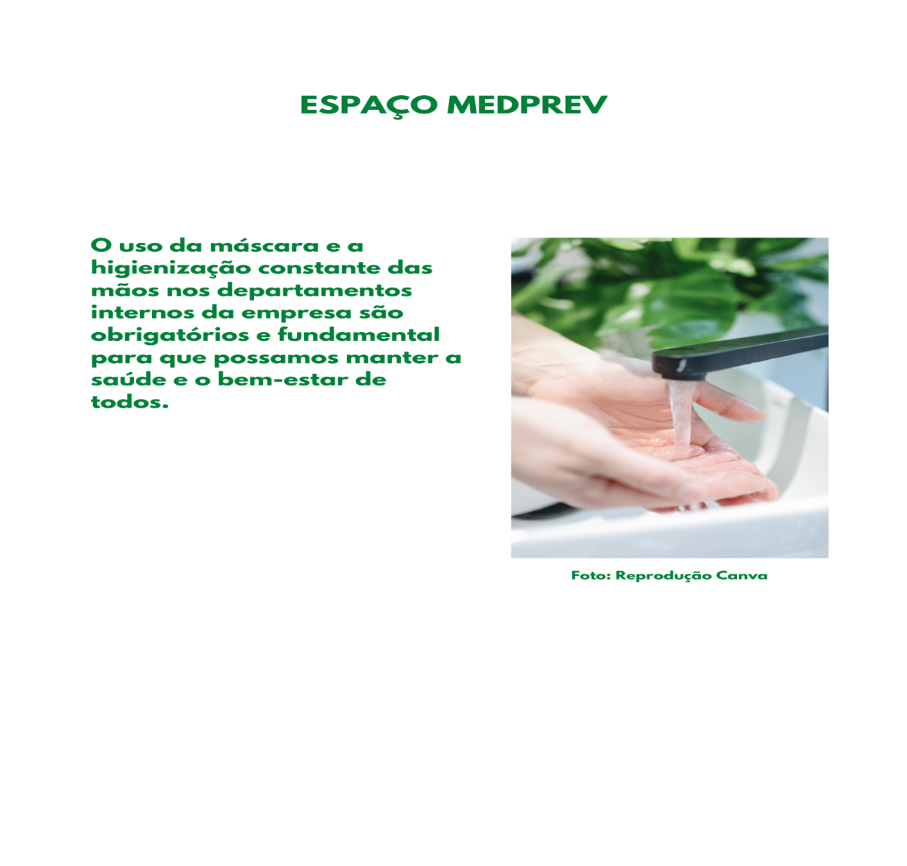 ESPAÇO MEDPREV
O uso da máscara e a
higienização constante das
mãos nos departamentos
internos da empresa são
obrigatórios e fundamental
para que possamos manter a
saúde e o bem-estar de
todos.
Foto: Reprodução Canva